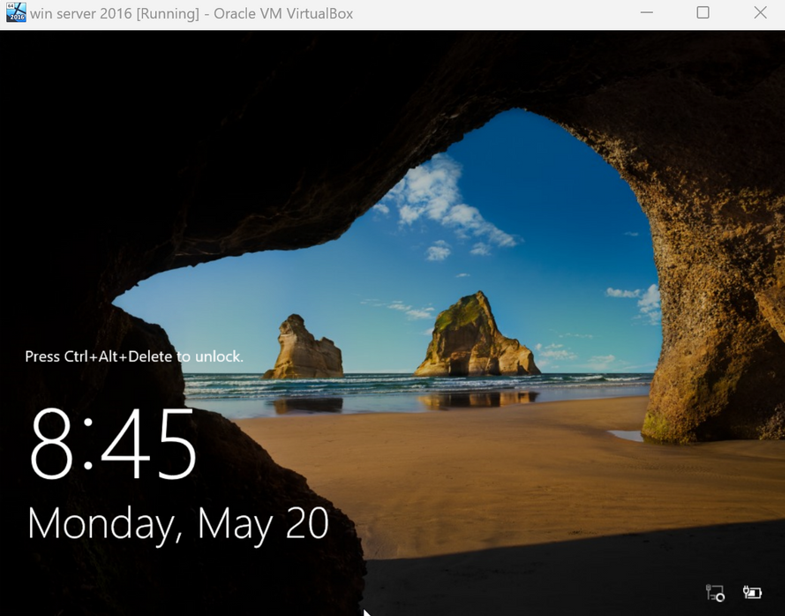 win server 2016 [Running] - Oracle VM VirtualBox
Press Ctrl+Alt+Delete to unlock.
8:45
Monday, May 20